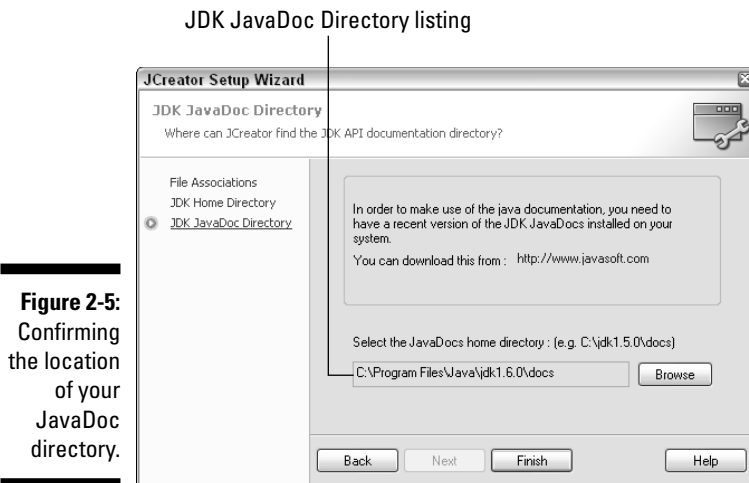 JDK JavaDoc Directory listing
JCreator Setup Wizard
JDK JavaDoc Directory
Where can JCreator find the JDK API documentation directory?
File Associations
JDK Home Directory
JDK JavaDoc Directory
In order to make use of the java documentation, you need to
have a recent version of the JDK JavaDocs installed on your
system.
You can download this from : http://www.javasoft.com
Select the JavaDocs home directory : (e.g. C:\jdk1.5.0\docs)
C:\Program Files\Java\jdk1.6.0\docs
Browse
Back
Next
Finish
Help
Figure 2-5:
Confirming
the location
of your
JavaDoc
directory.